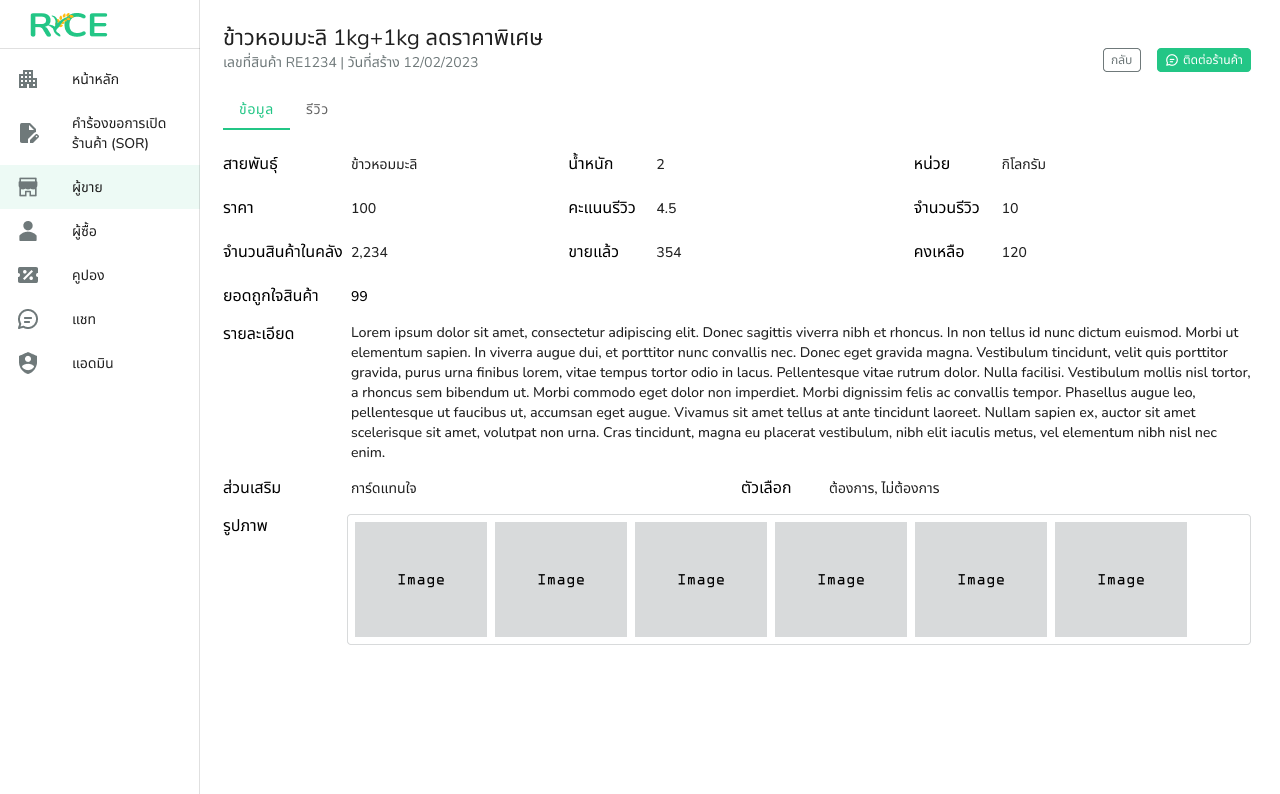 RICE
หน้าหลัก
คำร้องขอการเปิด
ร้านค้า (SOR)
ผู้ขาย
ผู้ซื้อ
คูปอง
แชท
แอดมิน
ข้าวหอมมะลิ 1kg+1kg ลดราคาพิเศษ
เลขที่สินค้า RE1234 | วันที่สร้าง 12/02/2023
กลับ ติดต่อร้านค้า
ข้อมูล รีวิว
สายพันธุ์ ข้าวหอมมะลิ น้ำหนัก 2 หน่วย กิโลกรัม
ราคา 100 คะแนนรีวิว 4.5 จำนวนรีวิว 10
จำนวนสินค้าในคลัง 2,234 ขายแล้ว 354 คงเหลือ 120
ยอดถูกใจสินค้า 99
รายละเอียด Lorem ipsum dolor sit amet, consectetur adipiscing elit. Donec sagittis viverra nibh et rhoncus. In non tellus id nunc dictum euismod. Morbi ut
elementum sapien. In viverra augue dui, et porttitor nunc convallis nec. Donec eget gravida magna. Vestibulum tincidunt, velit quis porttitor
gravida, purus urna finibus lorem, vitae tempus tortor odio in lacus. Pellentesque vitae rutrum dolor. Nulla facilisi. Vestibulum mollis nisl tortor,
a rhoncus sem bibendum ut. Morbi commodo eget dolor non imperdiet. Morbi dignissim felis ac convallis tempor. Phasellus augue leo,
pellentesque ut faucibus ut, accumsan eget augue. Vivamus sit amet tellus at ante tincidunt laoreet. Nullam sapien ex, auctor sit amet
scelerisque sit amet, volutpat non urna. Cras tincidunt, magna eu placerat vestibulum, nibh elit iaculis metus, vel elementum nibh nisl nec
enim.
ส่วนเสริม การ์ดแทนใจ ตัวเลือก ต้องการ, ไม่ต้องการ
รูปภาพ
Image Image Image Image Image Image